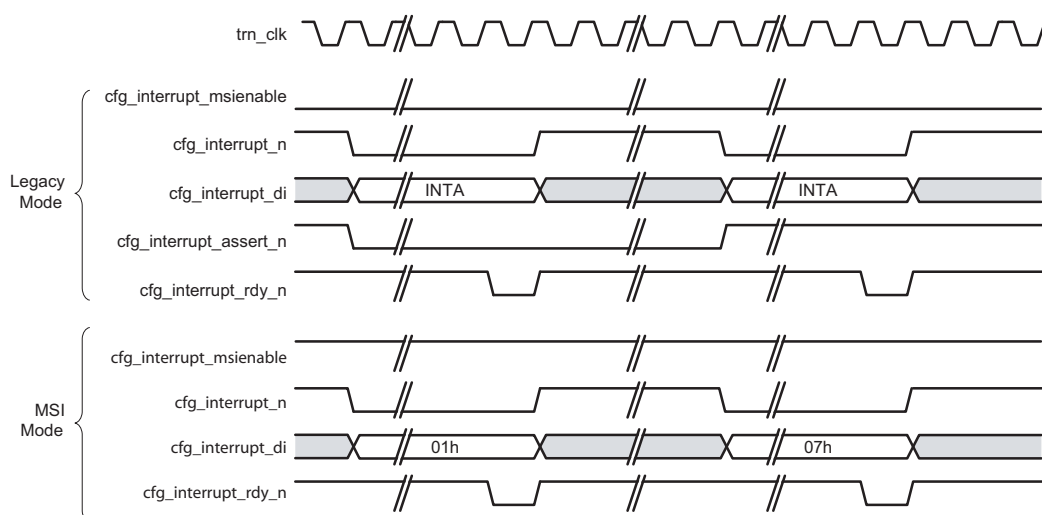 trn_clk
Legacy
Mode
cfg_interrupt_msienable
cfg_interrupt_n
cfg_interrupt_di
INTA
INTA
cfg_interrupt_assert_n
cfg_interrupt_rdy_n
MSI
Mode
cfg_interrupt_msienable
cfg_interrupt_n
cfg_interrupt_di
01h
07h
cfg_interrupt_rdy_n